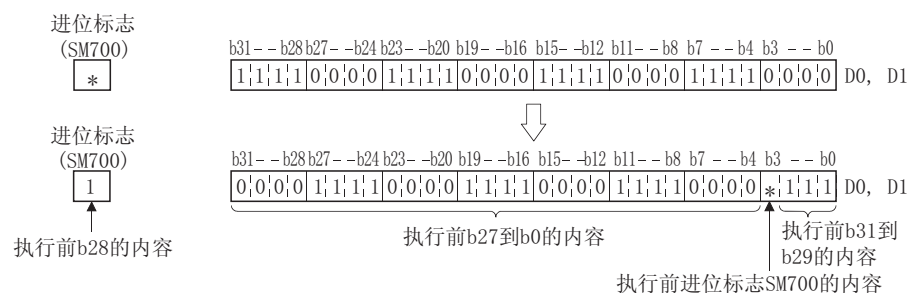 进位标志
(SM700)
b31 - - b28 b27 - - b24 b23 - - b20 b19 - - b16 b15 - - b12 b11 - - b8 b7 - - b4 b3 - - b0
* 1 1 1 1 0 0 0 0 1 1 1 1 0 0 0 0 1 1 1 1 0 0 0 0 1 1 1 1 0 0 0 0 D0, D1
进位标志
(SM700)
b31 - - b28 b27 - - b24 b23 - - b20 b19 - - b16 b15 - - b12 b11 - - b8 b7 - - b4 b3 - - b0
1 0 0 0 0 1 1 1 1 0 0 0 0 1 1 1 1 0 0 0 0 1 1 1 1 0 0 0 0 * 1 1 1 D0, D1
执行前b28的内容
执行前b27到b0的内容
执行前b31到
b29的内容
执行前进位标志SM700的内容